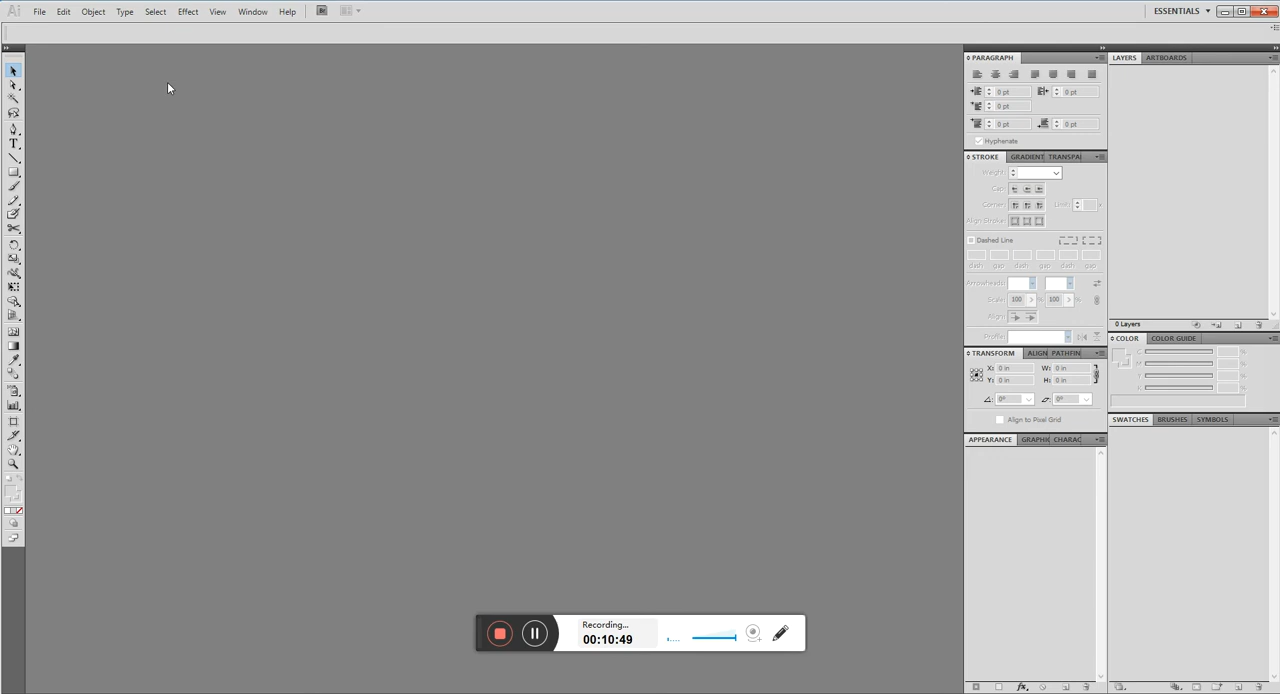 Ai File Edit Object Type Select Effect View Window Help Br ESSENTIALS
PARAGRAPH
0 pt 0 pt
0 pt
0 pt 0 pt
Hyphenate
STROKE GRADIENT TRANSPA
Weight:
Cap:
Corner: Limit: x
Align Stroke:
Dashed Line
dash gap dash gap dash gap
Arrowheads:
Scale: 100 % 100 %
Align:
Profile:
TRANSFORM ALIGN PATHFIN
X: 0 in W: 0 in
Y: 0 in H: 0 in
0° 0°
Align to Pixel Grid
APPEARANCE GRAPHI CHARAC
fx
LAYERS ARTBOARDS
0 Layers
COLOR COLOR GUIDE
C %
M %
Y %
K %
SWATCHES BRUSHES SYMBOLS
T
Recording...
00:10:49